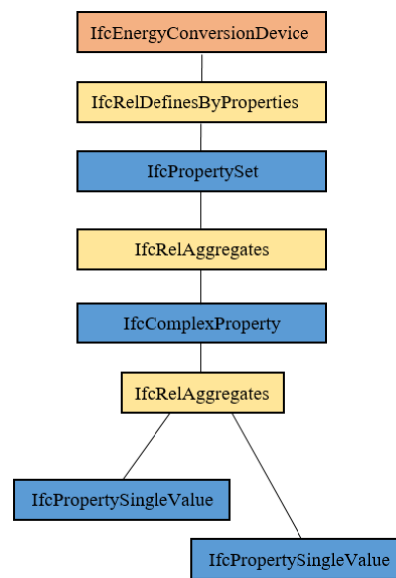 IfcEnergyConversionDevice
IfcRelDefinesByProperties
IfcPropertySet
IfcRelAggregates
IfcComplexProperty
IfcRelAggregates
IfcPropertySingleValue
IfcPropertySingleValue